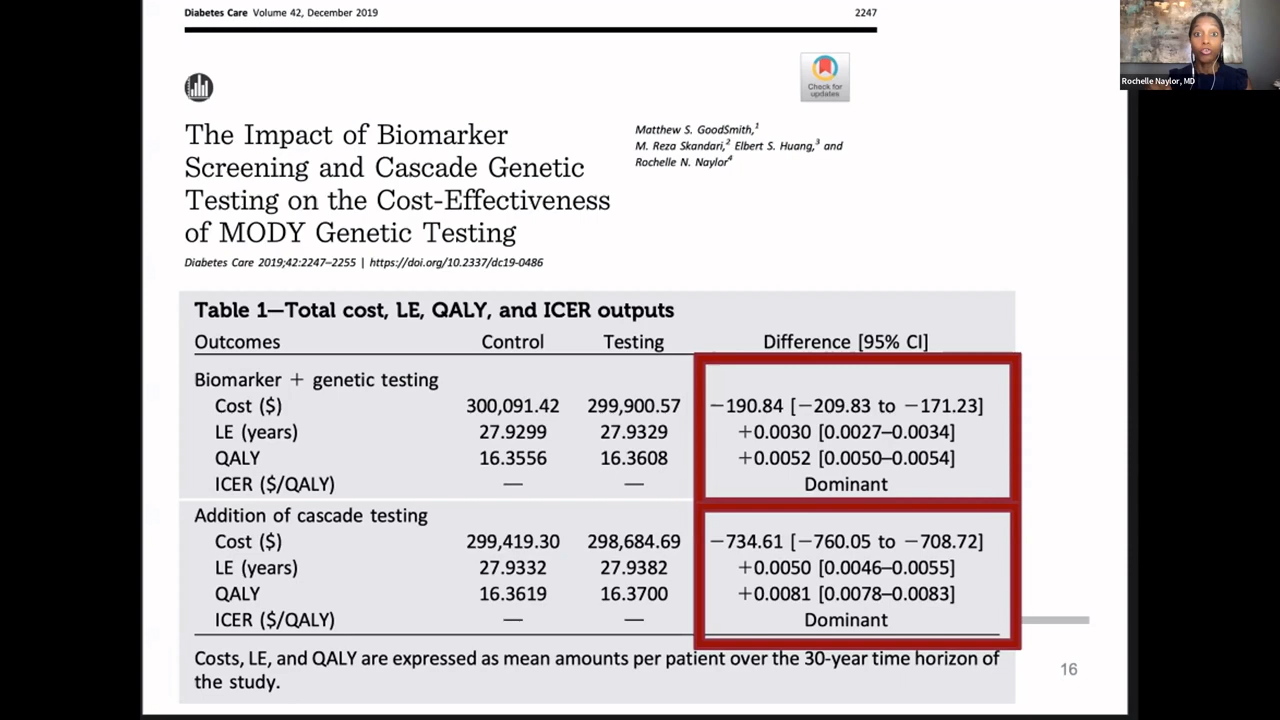 Diabetes Care Volume 42, December 2019 2247
Check for
updates
The Impact of Biomarker
Screening and Cascade Genetic
Testing on the Cost-Effectiveness
of MODY Genetic Testing
Diabetes Care 2019;42:2247–2255 | https://doi.org/10.2337/dc19-0486
Matthew S. GoodSmith,1
M. Reza Skandari,2 Elbert S. Huang,3 and
Rochelle N. Naylor4
Rochelle Naylor, MD
Table 1—Total cost, LE, QALY, and ICER outputs
Outcomes Control Testing Difference [95% CI]
Biomarker + genetic testing
Cost ($) 300,091.42 299,900.57 −190.84 [−209.83 to −171.23]
LE (years) 27.9299 27.9329 +0.0030 [0.0027–0.0034]
QALY 16.3556 16.3608 +0.0052 [0.0050–0.0054]
ICER ($/QALY) — — Dominant
Addition of cascade testing
Cost ($) 299,419.30 298,684.69 −734.61 [−760.05 to −708.72]
LE (years) 27.9332 27.9382 +0.0050 [0.0046–0.0055]
QALY 16.3619 16.3700 +0.0081 [0.0078–0.0083]
ICER ($/QALY) — — Dominant
Costs, LE, and QALY are expressed as mean amounts per patient over the 30-year time horizon of
the study.
16